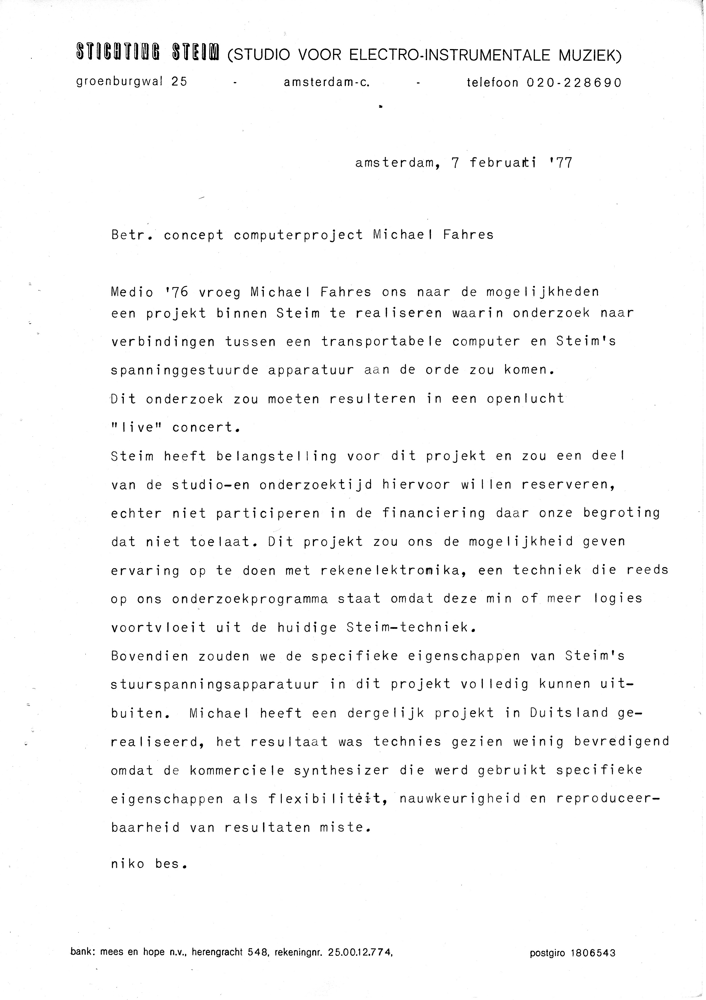 STICHTING STEIM (STUDIO VOOR ELECTRO-INSTRUMENTALE MUZIEK)
groenburgwal 25 - amsterdam-c. - telefoon 020-228690
amsterdam, 7 februari '77
Betr. concept computerproject Michael Fahres
Medio '76 vroeg Michael Fahres ons naar de mogelijkheden
een projekt binnen Steim te realiseren waarin onderzoek naar
verbindingen tussen een transportabele computer en Steim's
spanninggestuurde apparatuur aan de orde zou komen.
Dit onderzoek zou moeten resulteren in een openlucht
"live" concert.
Steim heeft belangstelling voor dit projekt en zou een deel
van de studio-en onderzoektijd hiervoor willen reserveren,
echter niet participeren in de financiering daar onze begroting
dat niet toelaat. Dit projekt zou ons de mogelijkheid geven
ervaring op te doen met rekenelektronika, een techniek die reeds
op ons onderzoekprogramma staat omdat deze min of meer logies
voortvloeit uit de huidige Steim-techniek.
Bovendien zouden we de specifieke eigenschappen van Steim's
stuurspanningsapparatuur in dit projekt volledig kunnen uit-
buiten. Michael heeft een dergelijk projekt in Duitsland ge-
realiseerd, het resultaat was technies gezien weinig bevredigend
omdat de kommerciele synthesizer die werd gebruikt specifieke
eigenschappen als flexibiliteit, nauwkeurigheid en reproduceer-
baarheid van resultaten miste.
niko bes.
bank: mees en hope n.v., herengracht 548, rekeningnr. 25.00.12.774, postgiro 1806543